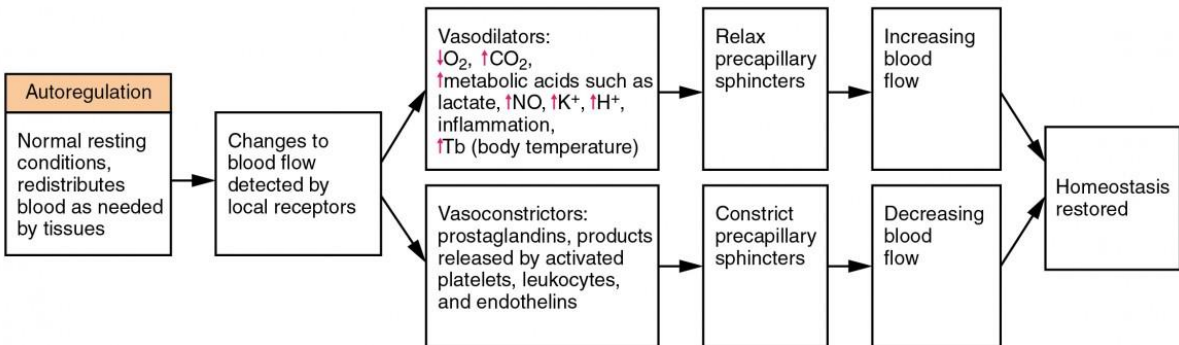 Autoregulation
Normal resting
conditions,
redistributes
blood as needed
by tissues
Changes to
blood flow
detected by
local receptors
Vasodilators:
↓O₂, ↑CO₂,
↑metabolic acids such as
lactate, ↑NO, ↑K⁺, ↑H⁺,
inflammation,
↑Tb (body temperature)
Relax
precapillary
sphincters
Increasing
blood
flow
Vasoconstrictors:
prostaglandins, products
released by activated
platelets, leukocytes,
and endothelins
Constrict
precapillary
sphincters
Decreasing
blood
flow
Homeostasis
restored